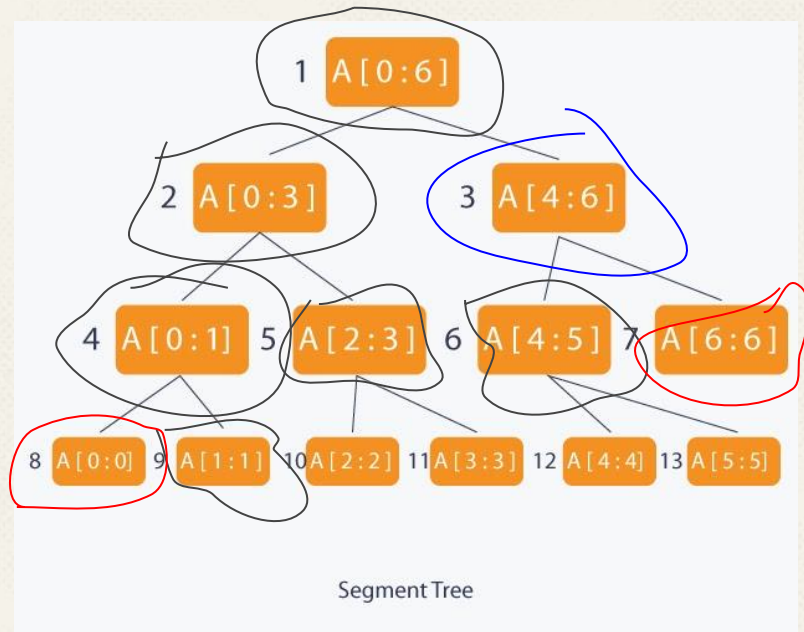 1 A[0:6]
2 A[0:3] 3 A[4:6]
4 A[0:1] 5 A[2:3] 6 A[4:5] 7 A[6:6]
8 A[0:0] 9 A[1:1] 10 A[2:2] 11 A[3:3] 12 A[4:4] 13 A[5:5]
Segment Tree